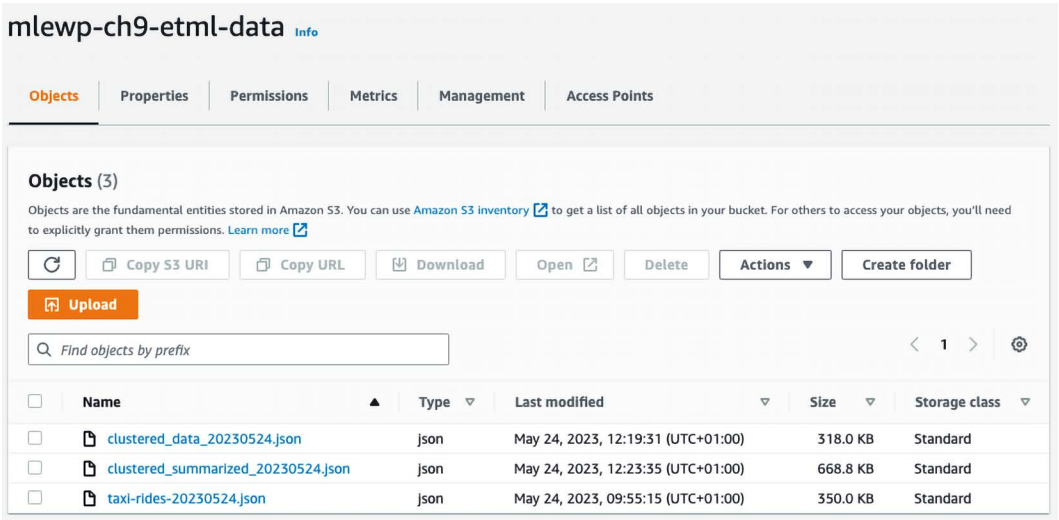 mlewp-ch9-etml-data Info
Objects Properties Permissions Metrics Management Access Points
Objects (3)
Objects are the fundamental entities stored in Amazon S3. You can use Amazon S3 inventory to get a list of all objects in your bucket. For others to access your objects, you'll need
to explicitly grant them permissions. Learn more
Copy S3 URI Copy URL Download Open Delete Actions Create folder
Upload
Find objects by prefix 1
Name Type Last modified Size Storage class
clustered_data_20230524.json json May 24, 2023, 12:19:31 (UTC+01:00) 318.0 KB Standard
clustered_summarized_20230524.json json May 24, 2023, 12:23:35 (UTC+01:00) 668.8 KB Standard
taxi-rides-20230524.json json May 24, 2023, 09:55:15 (UTC+01:00) 350.0 KB Standard